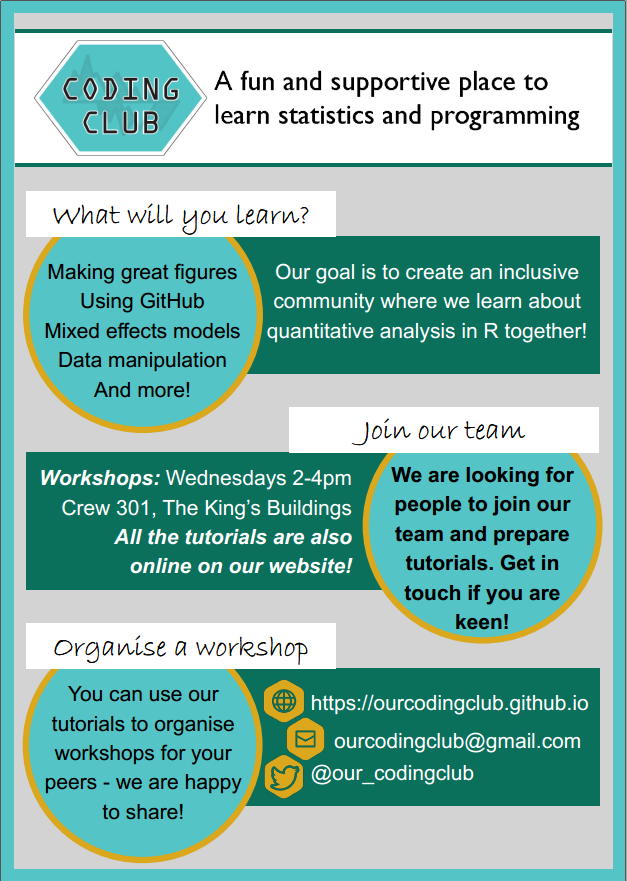 CODING
CLUB
A fun and supportive place to
learn statistics and programming
What will you learn?
Making great figures
Using GitHub
Mixed effects models
Data manipulation
And more!
Our goal is to create an inclusive
community where we learn about
quantitative analysis in R together!
Join our team
Workshops: Wednesdays 2-4pm
Crew 301, The King's Buildings
All the tutorials are also
online on our website!
We are looking for
people to join our
team and prepare
tutorials. Get in
touch if you are
keen!
Organise a workshop
You can use our
tutorials to organise
workshops for your
peers - we are happy
to share!
https://ourcodingclub.github.io
ourcodingclub@gmail.com
@our_codingclub